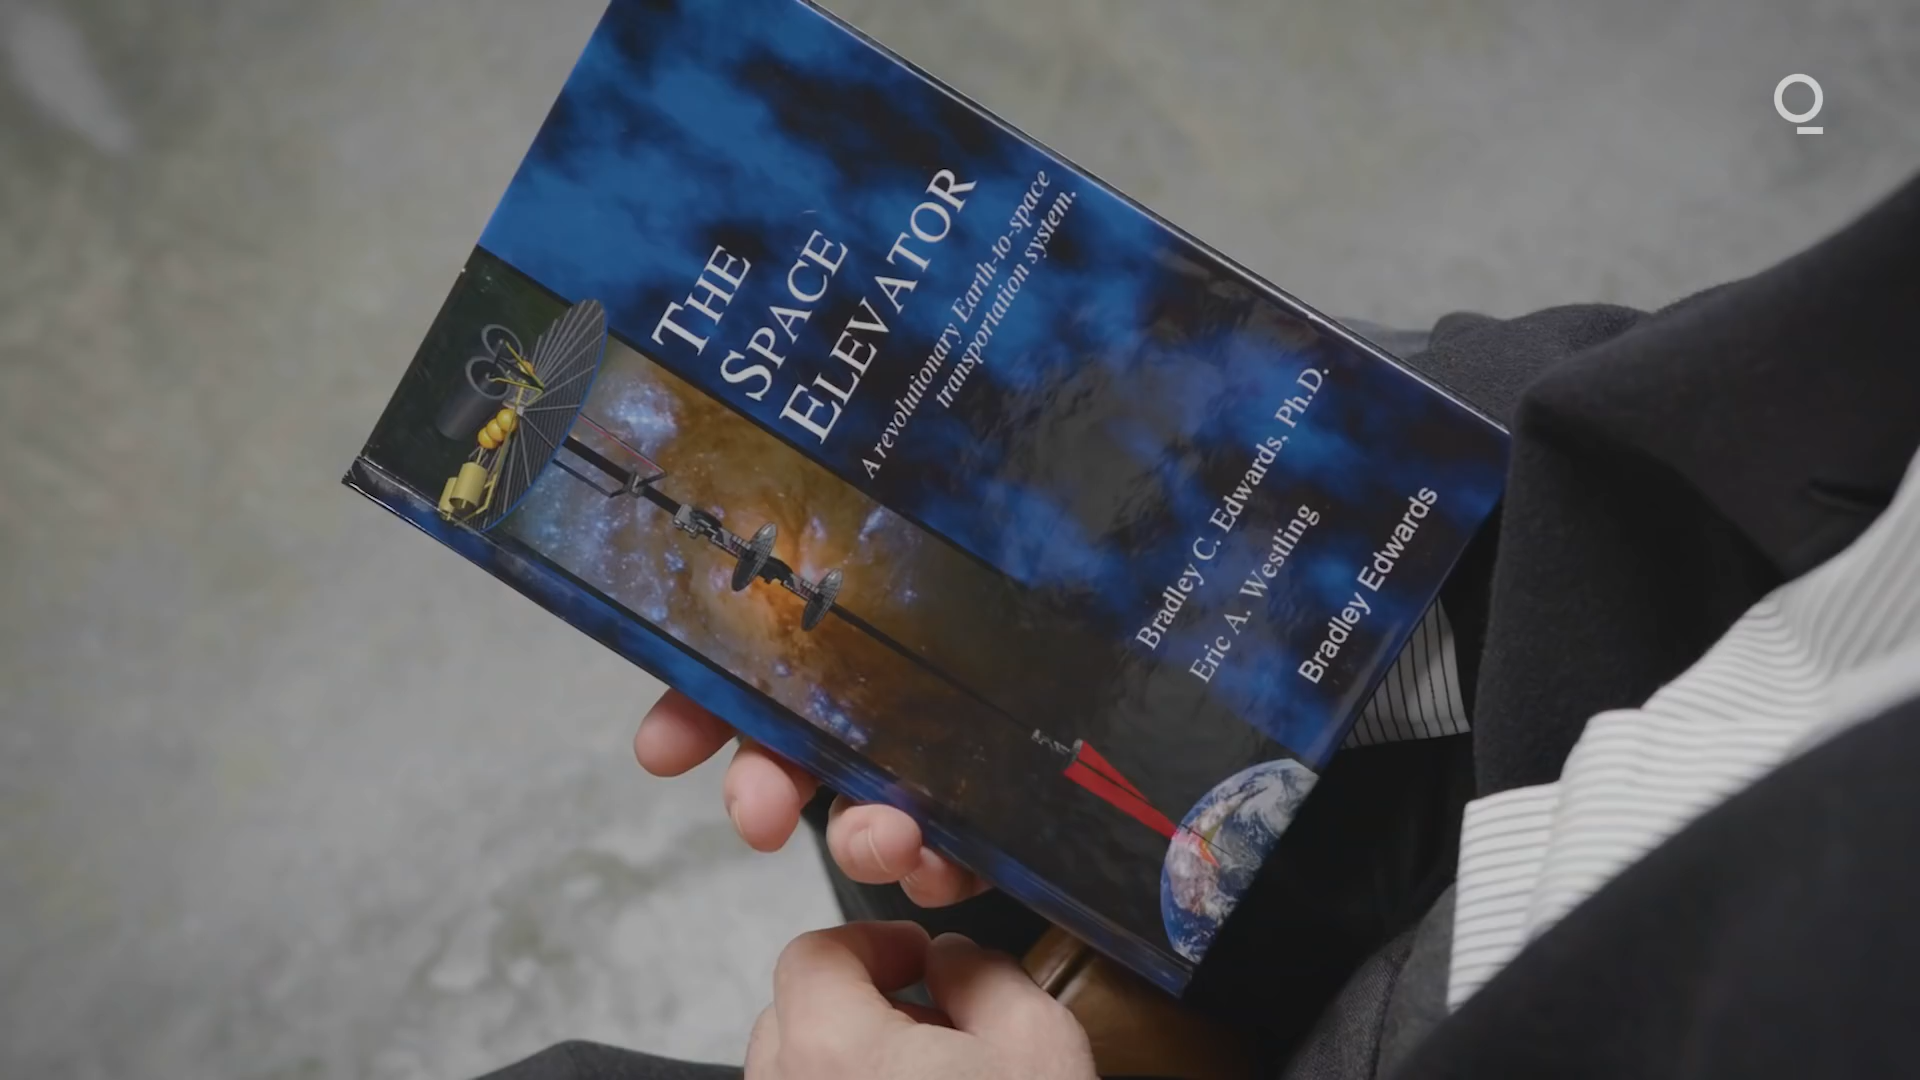 THE
SPACE
ELEVATOR
A revolutionary Earth-to-space
transportation system.
Bradley C. Edwards, Ph.D.
Eric A. Westling
Bradley Edwards